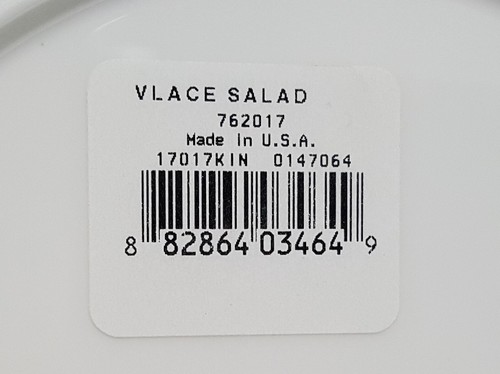 VLACE SALAD
762017
Made in U.S.A.
17017KIN 0147064
8 82864 03464 9